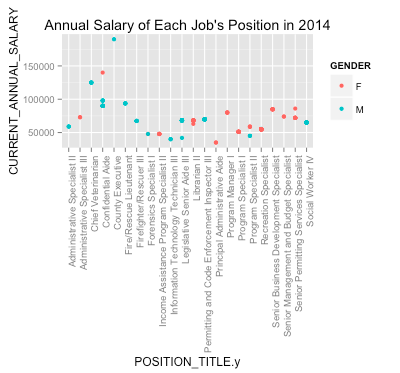 Annual Salary of Each Job's Position in 2014
CURRENT_ANNUAL_SALARY
150000
100000
50000
GENDER
F
M
Administrative Specialist II
Administrative Specialist III
Chief Veterinarian
Confidential Aide
County Executive
Fire/Rescue Lieutenant
Firefighter/Rescuer III
Forensics Specialist I
Income Assistance Program Specialist II
Information Technology Technician III
Legislative Senior Aide III
Librarian II
Permitting and Code Enforcement Inspector III
Principal Administrative Aide
Program Manager I
Program Specialist I
Program Specialist II
Recreation Specialist
Senior Business Development Specialist
Senior Management and Budget Specialist
Senior Permitting Services Specialist
Social Worker IV
POSITION_TITLE.y